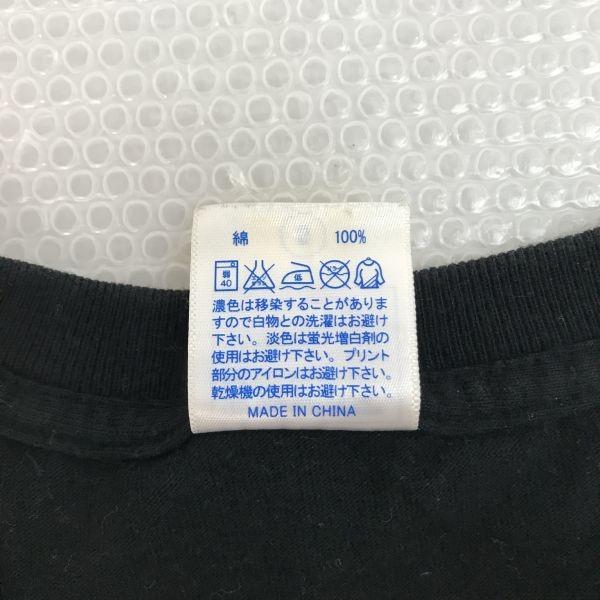 綿 100%
弱 40 低
濃色は移染することがありま
すので白物との洗濯はお避け
下さい。淡色は蛍光増白剤の
使用はお避け下さい。プリント
部分のアイロンはお避け下さい。
乾燥機の使用はお避け下さい。
MADE IN CHINA